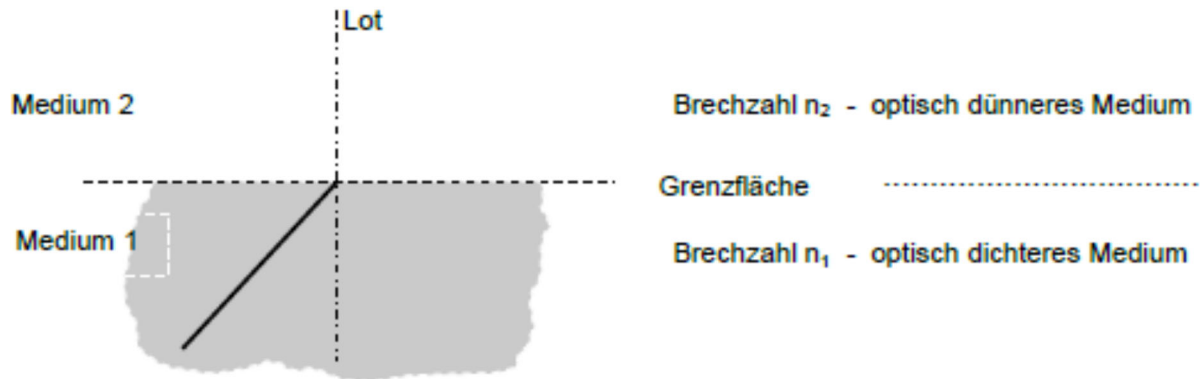 Lot
Medium 2
Brechzahl n₂ - optisch dünneres Medium
Grenzfläche
Medium 1
Brechzahl n₁ - optisch dichteres Medium